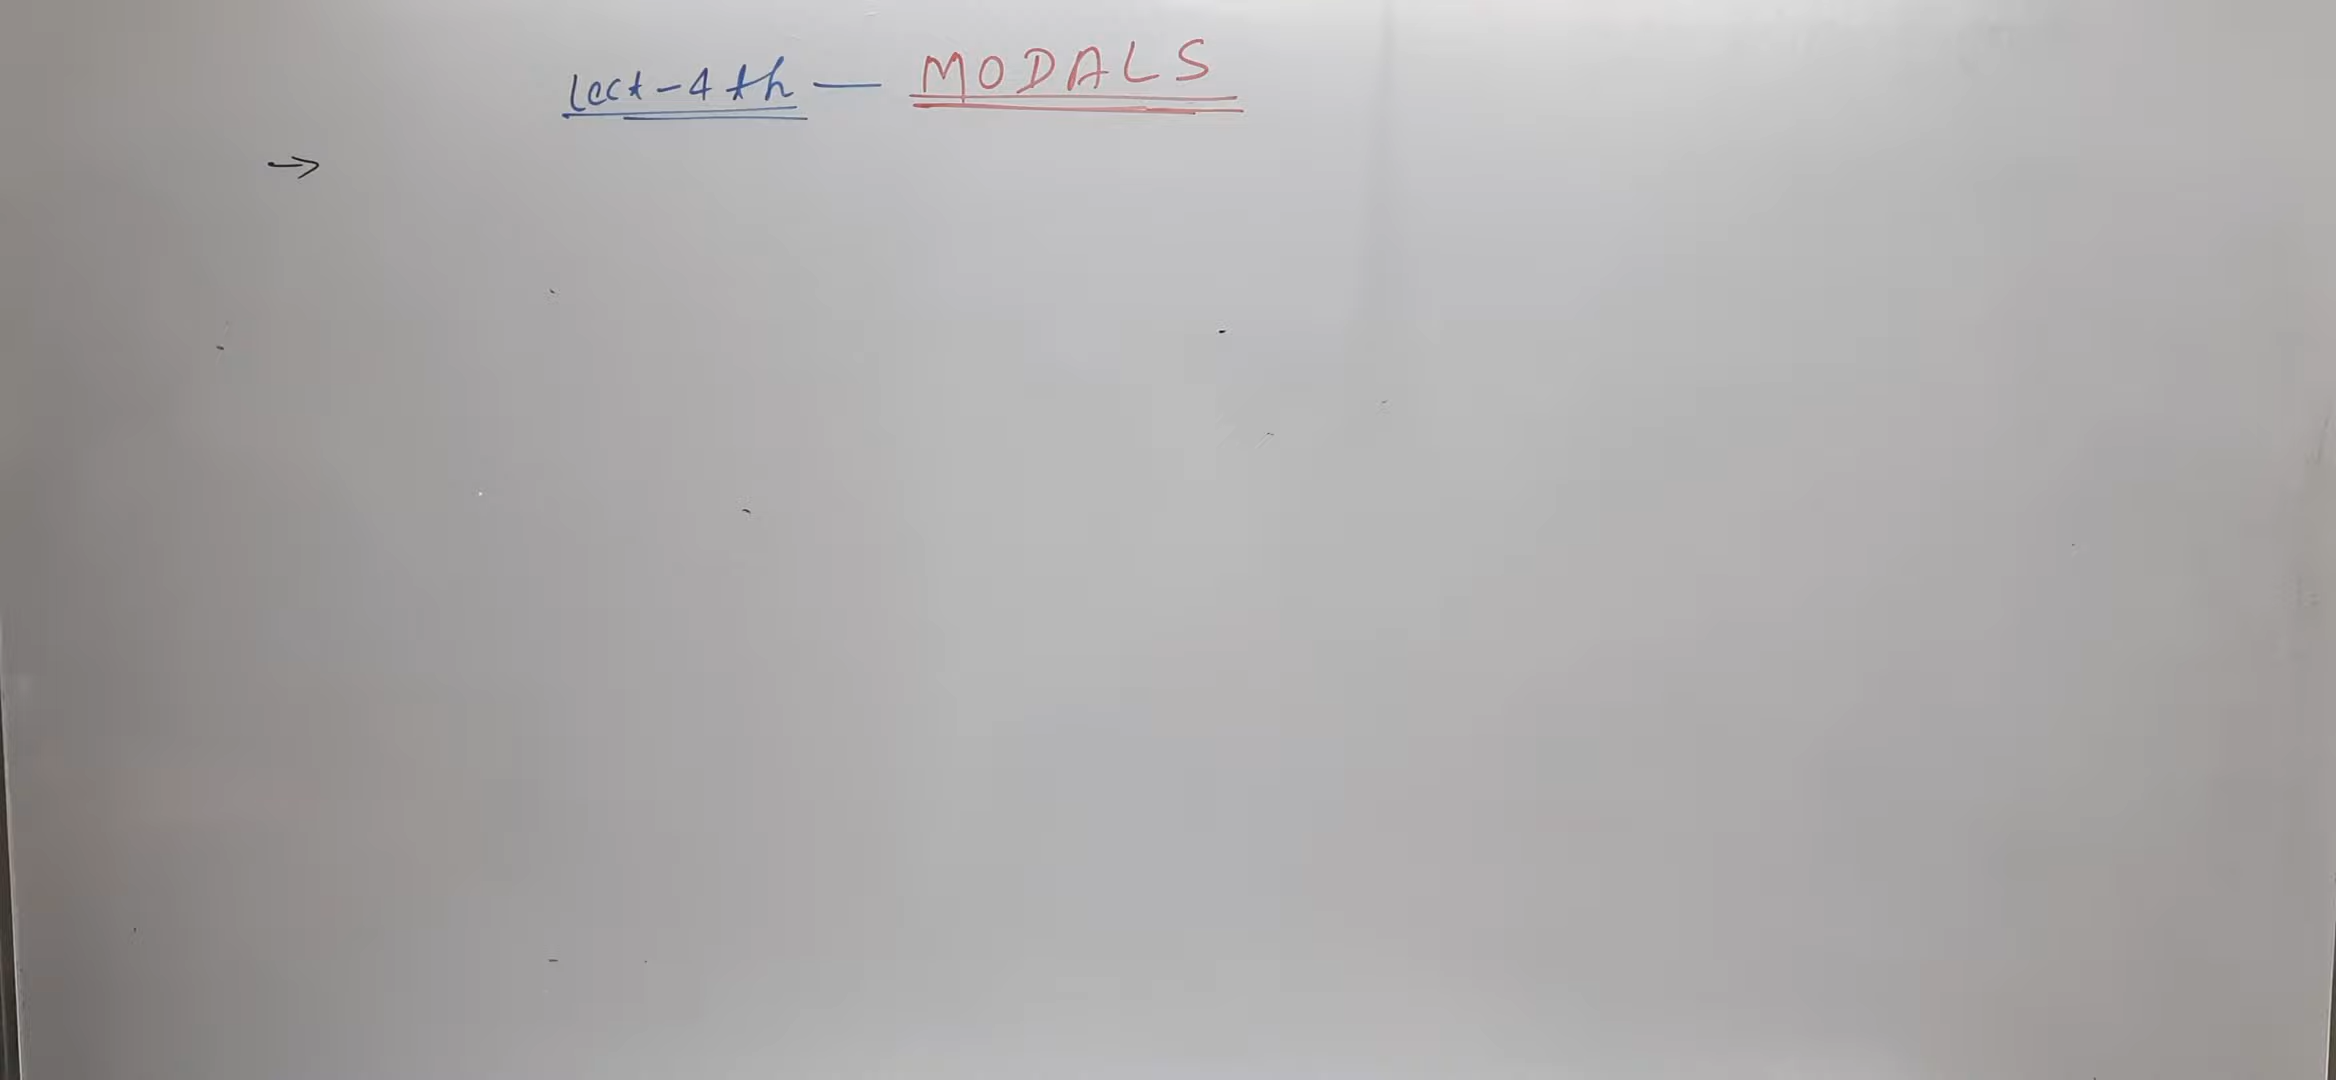 Lect-4th — MODALS
→